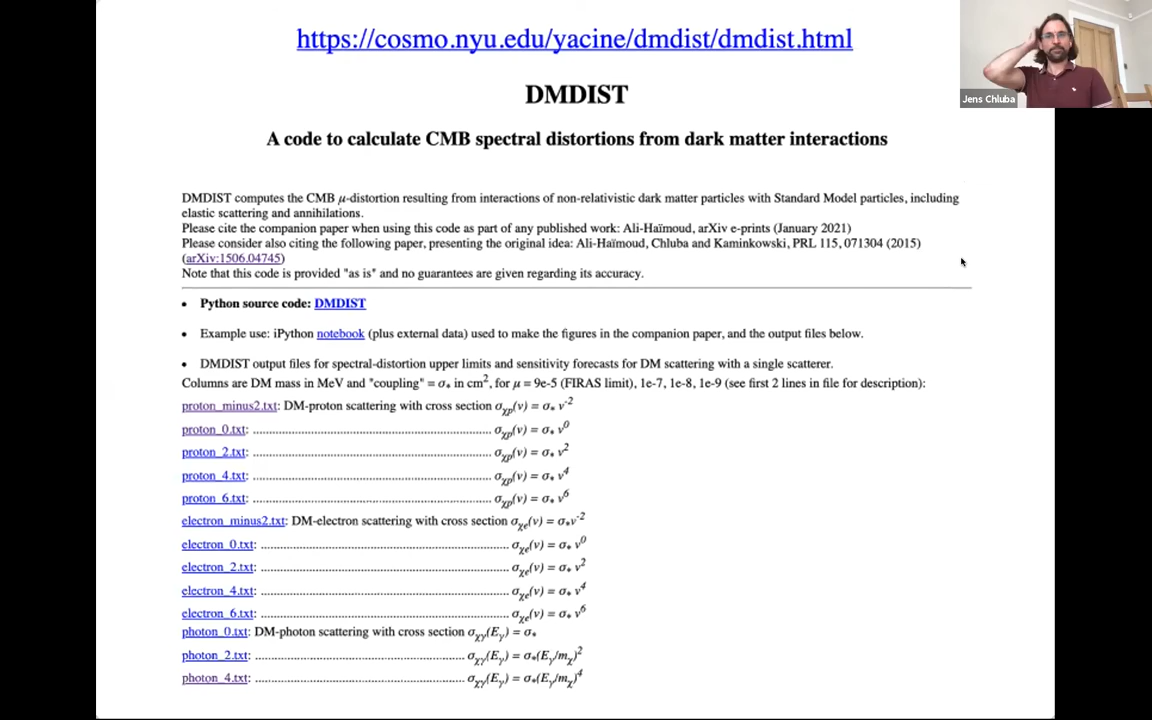 https://cosmo.nyu.edu/yacine/dmdist/dmdist.html
Jens Chluba
DMDIST
A code to calculate CMB spectral distortions from dark matter interactions
DMDIST computes the CMB μ-distortion resulting from interactions of non-relativistic dark matter particles with Standard Model particles, including
elastic scattering and annihilations.
Please cite the companion paper when using this code as part of any published work: Ali-Haïmoud, arXiv e-prints (January 2021)
Please consider also citing the following paper, presenting the original idea: Ali-Haïmoud, Chluba and Kaminkowski, PRL 115, 071304 (2015)
(arXiv:1506.04745)
Note that this code is provided "as is" and no guarantees are given regarding its accuracy.
• Python source code: DMDIST
• Example use: iPython notebook (plus external data) used to make the figures in the companion paper, and the output files below.
• DMDIST output files for spectral-distortion upper limits and sensitivity forecasts for DM scattering with a single scatterer.
Columns are DM mass in MeV and "coupling" = σ* in cm², for μ = 9e-5 (FIRAS limit), 1e-7, 1e-8, 1e-9 (see first 2 lines in file for description):
proton_minus2.txt: DM-proton scattering with cross section σχp(v) = σ* v⁻²
proton_0.txt: .......................................................................... σχp(v) = σ* v⁰
proton_2.txt: .......................................................................... σχp(v) = σ* v²
proton_4.txt: .......................................................................... σχp(v) = σ* v⁴
proton_6.txt: .......................................................................... σχp(v) = σ* v⁶
electron_minus2.txt: DM-electron scattering with cross section σχe(v) = σ*v⁻²
electron_0.txt: .......................................................................... σχe(v) = σ* v⁰
electron_2.txt: .......................................................................... σχe(v) = σ* v²
electron_4.txt: .......................................................................... σχe(v) = σ* v⁴
electron_6.txt: .......................................................................... σχe(v) = σ* v⁶
photon_0.txt: DM-photon scattering with cross section σχγ(Eγ) = σ*
photon_2.txt: ................................................................ σχγ(Eγ) = σ*(Eγ/mχ)²
photon_4.txt: ................................................................ σχγ(Eγ) = σ*(Eγ/mχ)⁴